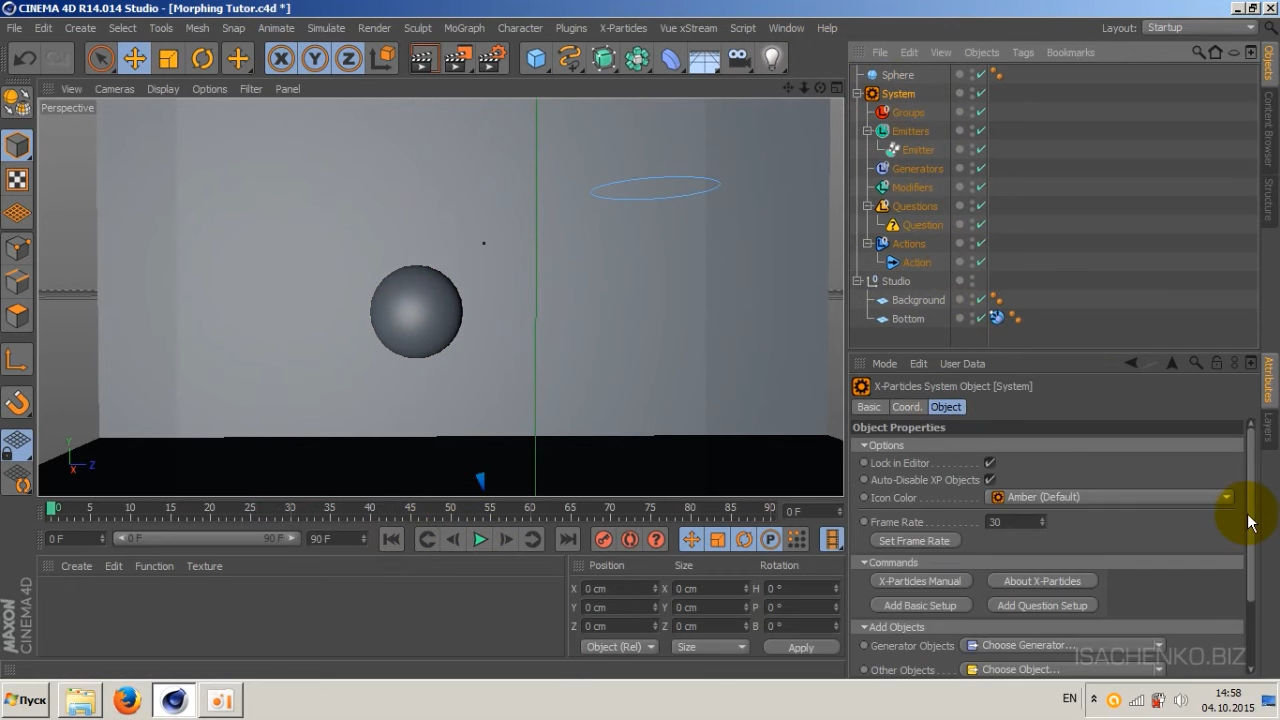 CINEMA 4D R14.014 Studio - [Morphing Tutor.c4d *]
File Edit Create Select Tools Mesh Snap Animate Simulate Render Sculpt MoGraph Character Plugins X-Particles Vue xStream Script Window Help Layout: Startup
File Edit View Objects Tags Bookmarks
View Cameras Display Options Filter Panel
Perspective
Sphere
System
Groups
Emitters
Emitter
Generators
Modifiers
Questions
Question
Actions
Action
Studio
Background
Bottom
Objects
Content Browser
Structure
Attributes
Layers
Mode Edit User Data
X-Particles System Object [System]
Basic Coord. Object
Object Properties
Options
Lock in Editor
Auto-Disable XP Objects
Icon Color Amber (Default)
Frame Rate 30
Set Frame Rate
Commands
X-Particles Manual About X-Particles
Add Basic Setup Add Question Setup
Add Objects
Generator Objects Choose Generator...
Other Objects Choose Object...
ISACHENKO.BIZ
Y
X Z
0 5 10 15 20 25 30 35 40 45 50 55 60 65 70 75 80 85 90 0 F
0 F 0 F 90 F 90 F
Create Edit Function Texture
Position Size Rotation
X 0 cm X 0 cm H 0 °
Y 0 cm Y 0 cm P 0 °
Z 0 cm Z 0 cm B 0 °
Object (Rel) Size Apply
MAXON
CINEMA 4D
Пуск
EN
14:58
04.10.2015